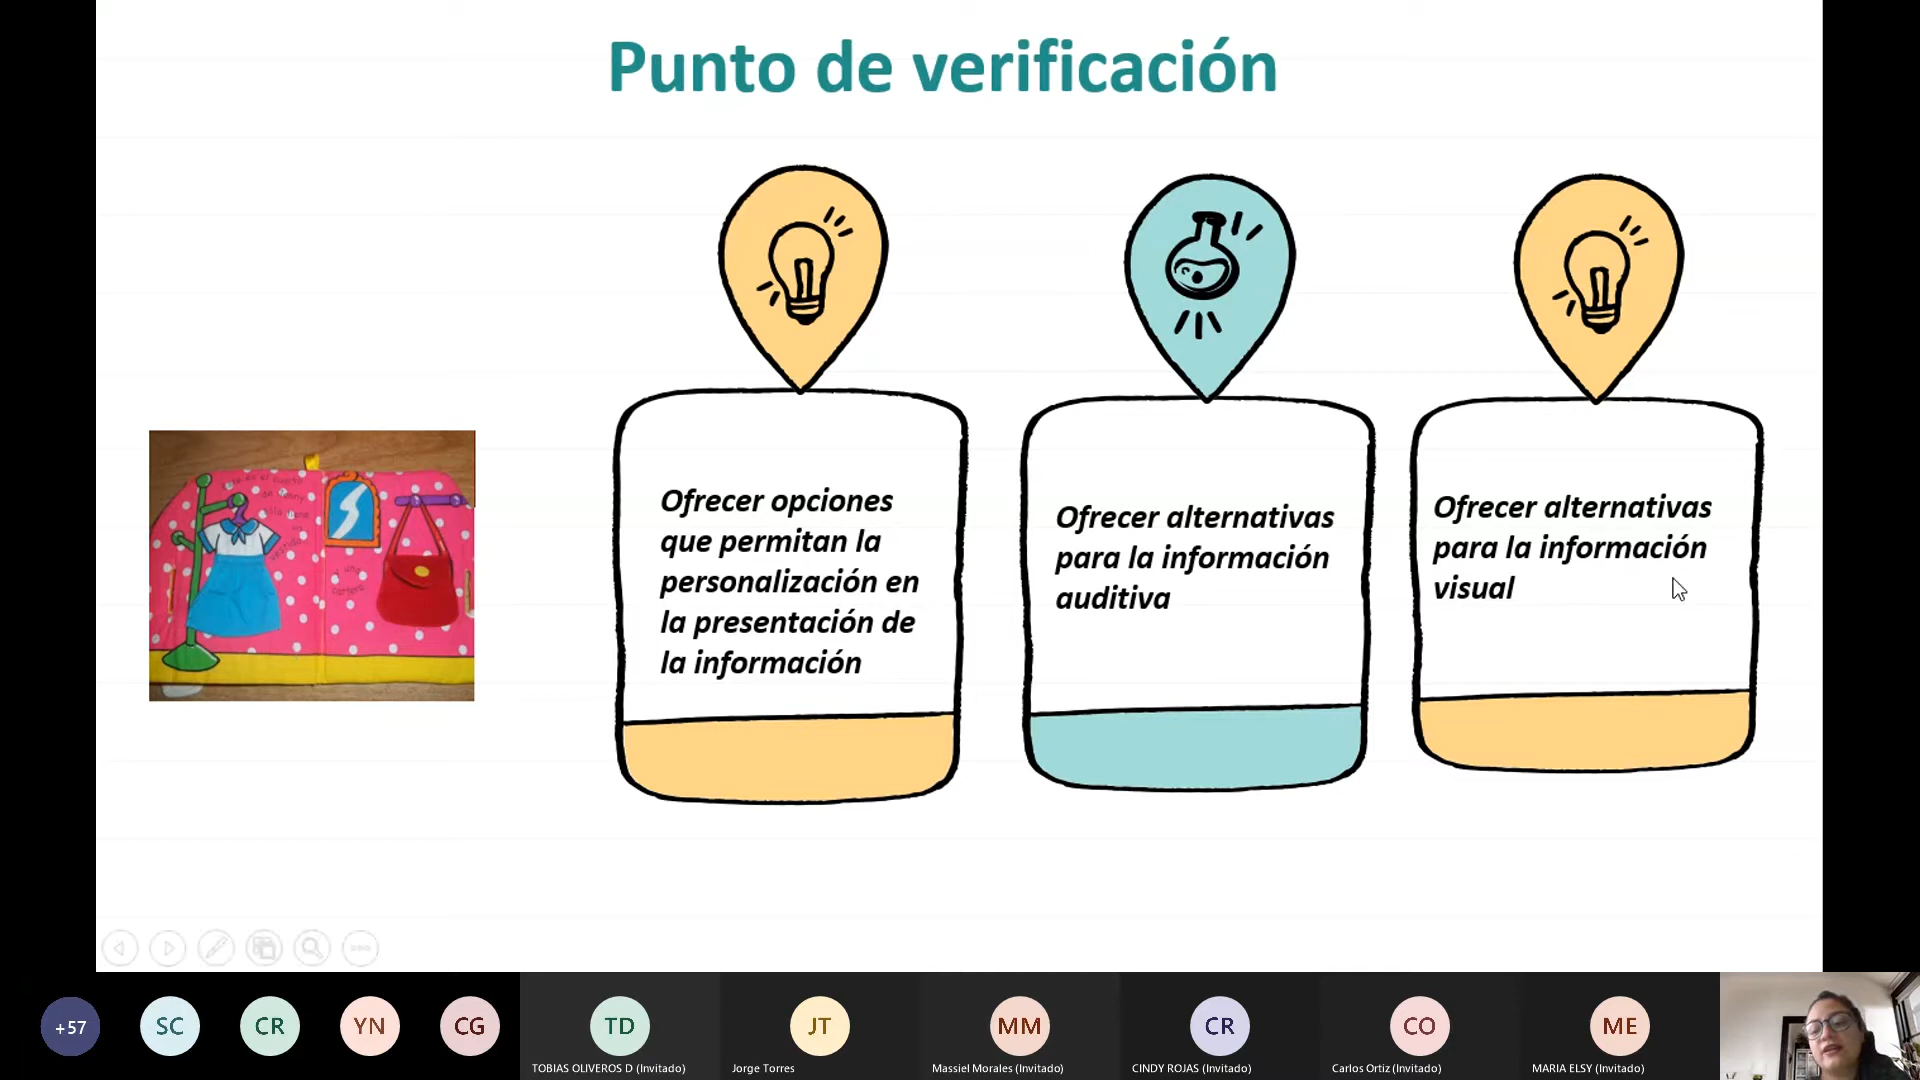 Punto de verificación
Ofrecer opciones
que permitan la
personalización en
la presentación de
la información
Ofrecer alternativas
para la información
auditiva
Ofrecer alternativas
para la información
visual
+57
SC
CR
YN
CG
TD
TOBIAS OLIVEROS D (Invitado)
JT
Jorge Torres
MM
Massiel Morales (Invitado)
CR
CINDY ROJAS (Invitado)
CO
Carlos Ortiz (Invitado)
ME
MARIA ELSY (Invitado)